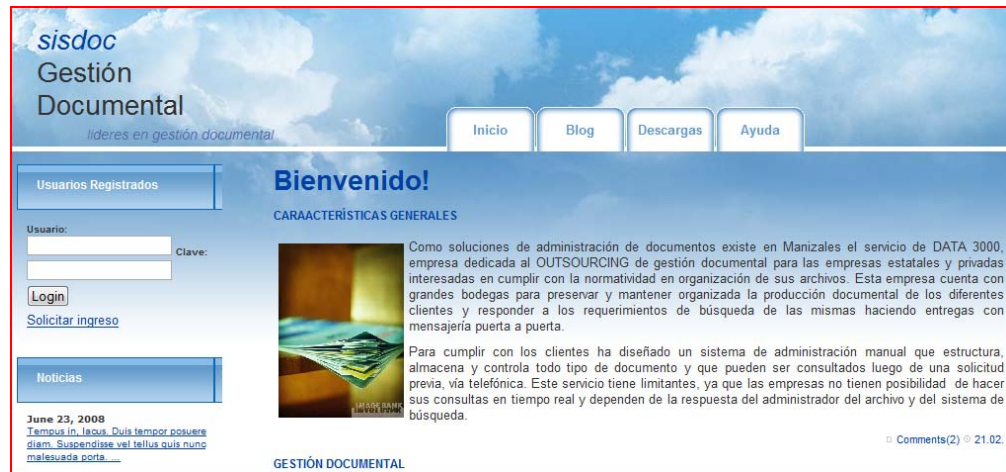 sisdoc
Gestión
Documental
lideres en gestión documental
Inicio
Blog
Descargas
Ayuda
Usuarios Registrados
Usuario:
Clave:
Login
Solicitar ingreso
Noticias
June 23, 2008
Tempus in, lacus. Duis tempor posuere
diam. Suspendisse vel tellus quis nunc
malesuada porta. ...
Bienvenido!
CARAACTERÍSTICAS GENERALES
Como soluciones de administración de documentos existe en Manizales el servicio de DATA 3000,
empresa dedicada al OUTSOURCING de gestión documental para las empresas estatales y privadas
interesadas en cumplir con la normatividad en organización de sus archivos. Esta empresa cuenta con
grandes bodegas para preservar y mantener organizada la producción documental de los diferentes
clientes y responder a los requerimientos de búsqueda de las mismas haciendo entregas con
mensajería puerta a puerta.
Para cumplir con los clientes ha diseñado un sistema de administración manual que estructura,
almacena y controla todo tipo de documento y que pueden ser consultados luego de una solicitud
previa, vía telefónica. Este servicio tiene limitantes, ya que las empresas no tienen posibilidad de hacer
sus consultas en tiempo real y dependen de la respuesta del administrador del archivo y del sistema de
búsqueda.
Comments(2) 21.02.
GESTIÓN DOCUMENTAL